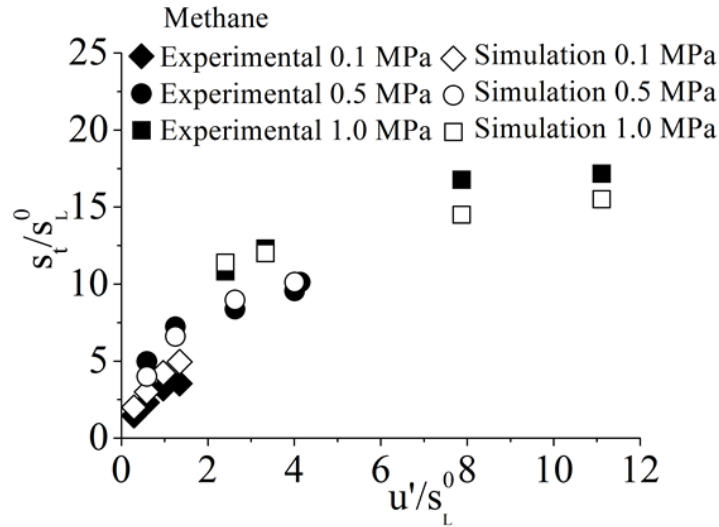 Methane
Experimental 0.1 MPa Simulation 0.1 MPa
Experimental 0.5 MPa Simulation 0.5 MPa
Experimental 1.0 MPa Simulation 1.0 MPa
25
20
15
10
5
0
s_t/s_L^0
0 2 4 6 8 10 12
u'/s_L^0